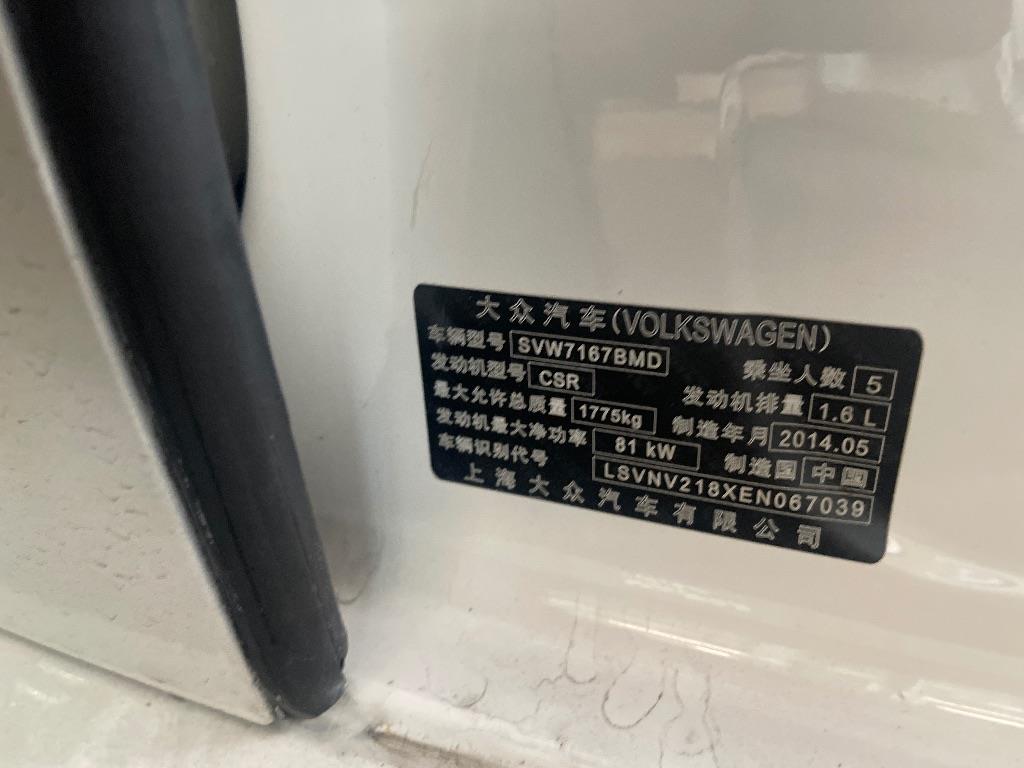 大众汽车(VOLKSWAGEN)
车辆型号 SVW7167BMD 乘坐人数 5
发动机型号 CSR 发动机排量 1.6 L
最大允许总质量 1775kg 制造年月 2014.05
发动机最大净功率 81 kW 制造国 中国
车辆识别代号 LSVNV218XEN067039
上海大众汽车有限公司